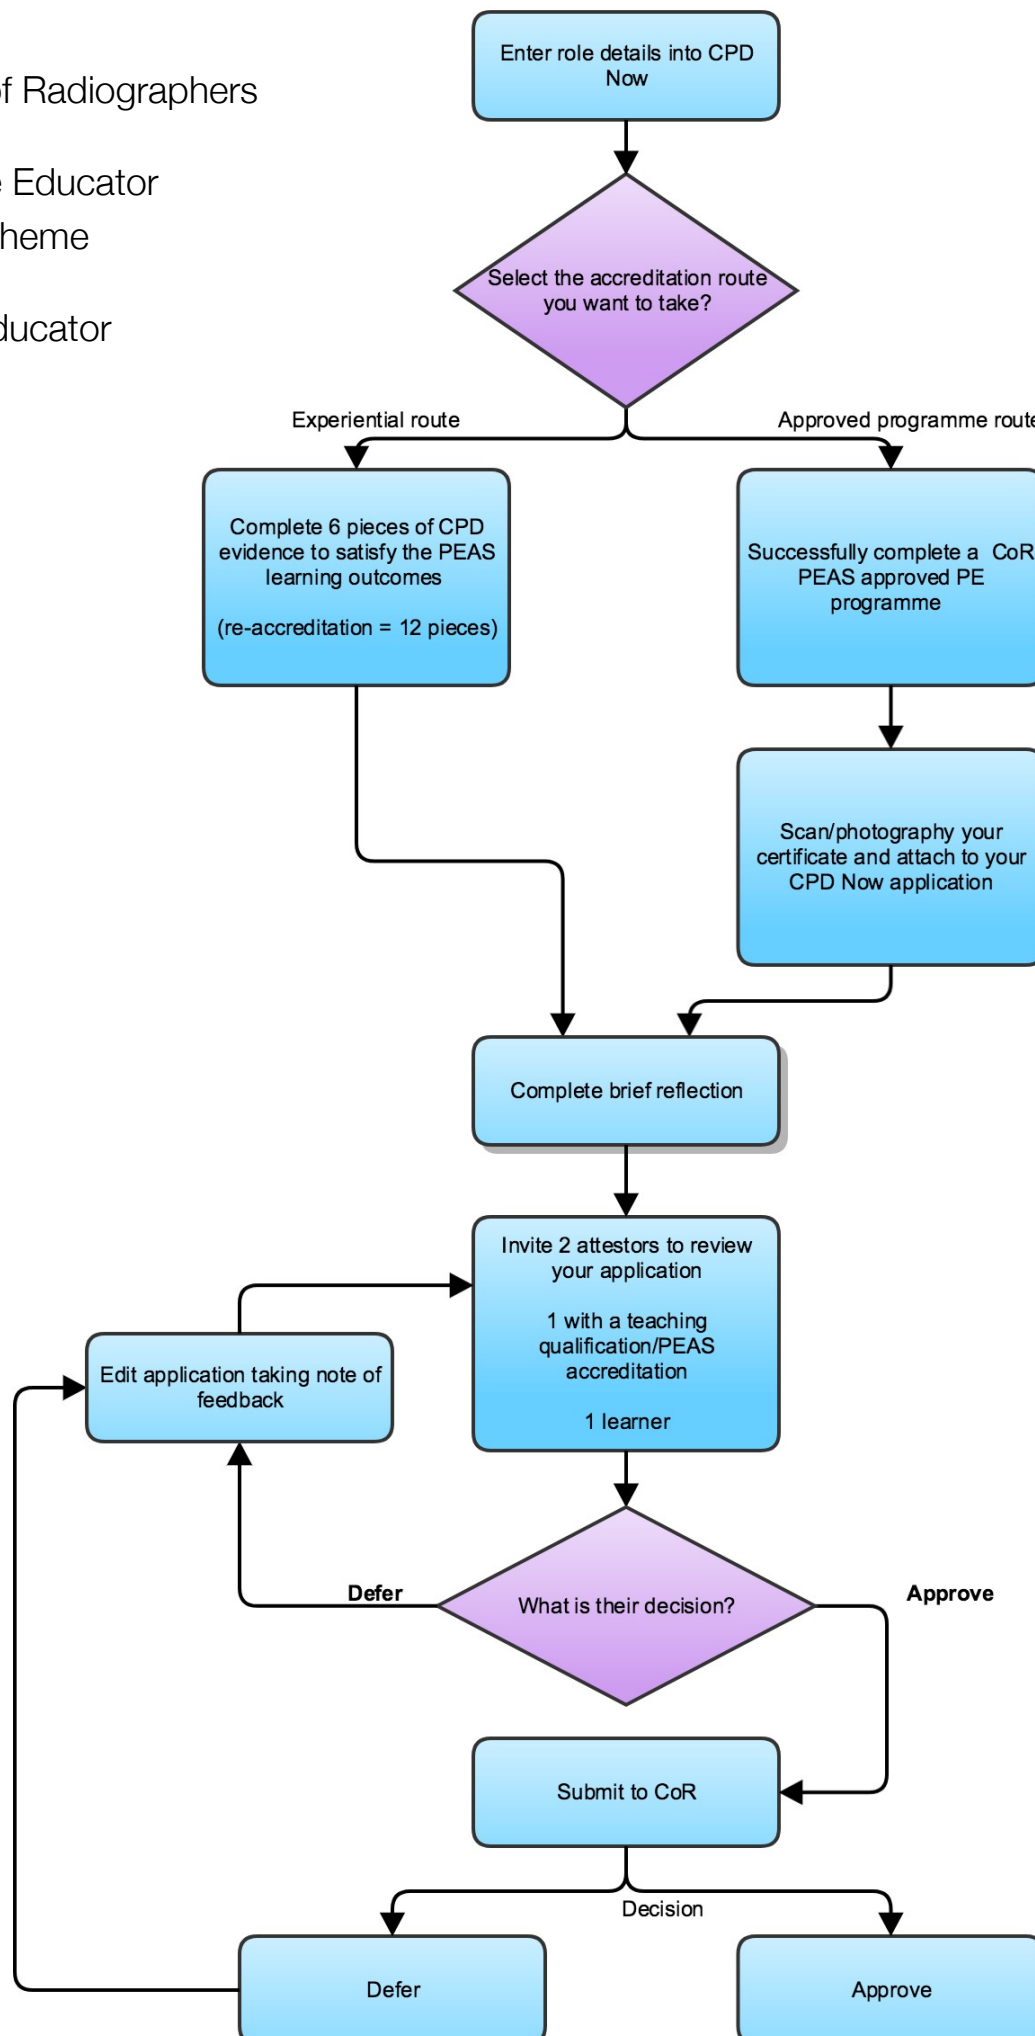 of Radiographers
Educator
heme
ducator
Enter role details into CPD
Now
Select the accreditation route
you want to take?
Experiential route
Approved programme route
Complete 6 pieces of CPD
evidence to satisfy the PEAS
learning outcomes
(re-accreditation = 12 pieces)
Successfully complete a CoR
PEAS approved PE
programme
Scan/photography your
certificate and attach to your
CPD Now application
Complete brief reflection
Invite 2 attestors to review
your application
1 with a teaching
qualification/PEAS
accreditation
1 learner
Edit application taking note of
feedback
Defer
What is their decision?
Approve
Submit to CoR
Decision
Defer
Approve